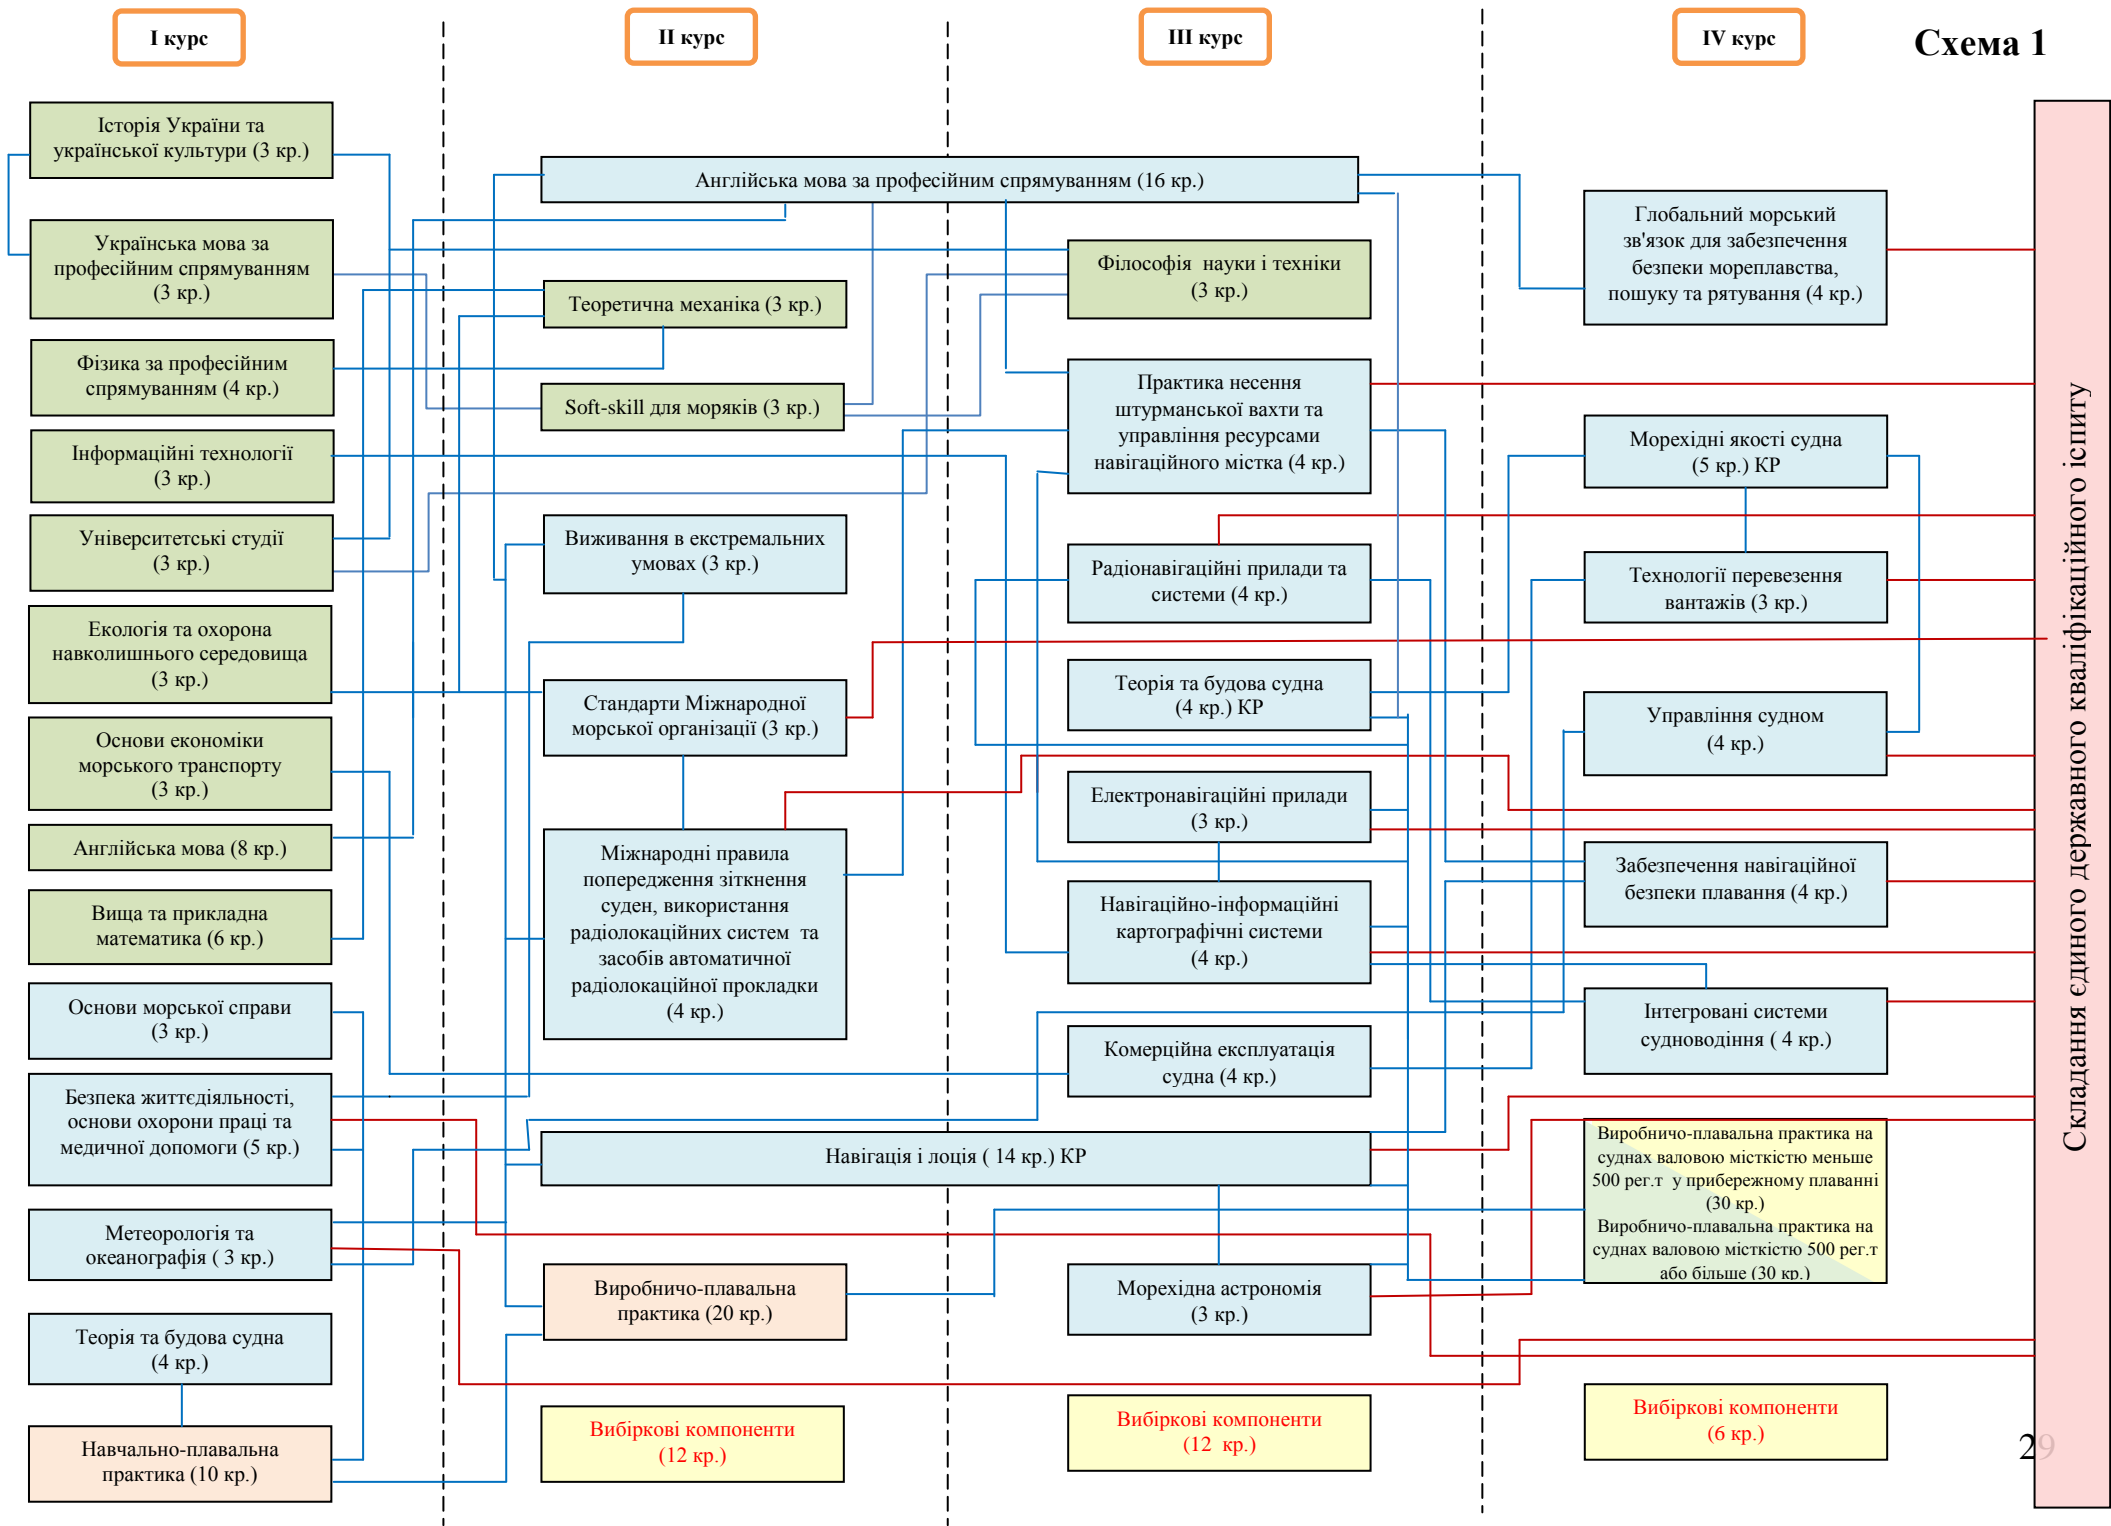 І курс
ІІ курс
ІІІ курс
IV курс
Схема 1
Історія України та
української культури (3 кр.)
Українська мова за
професійним спрямуванням
(3 кр.)
Фізика за професійним
спрямуванням (4 кр.)
Інформаційні технології
(3 кр.)
Університетські студії
(3 кр.)
Екологія та охорона
навколишнього середовища
(3 кр.)
Основи економіки
морського транспорту
(3 кр.)
Англійська мова (8 кр.)
Вища та прикладна
математика (6 кр.)
Основи морської справи
(3 кр.)
Безпека життєдіяльності,
основи охорони праці та
медичної допомоги (5 кр.)
Метеорологія та
океанографія ( 3 кр.)
Теорія та будова судна
(4 кр.)
Навчально-плавальна
практика (10 кр.)
Англійська мова за професійним спрямуванням (16 кр.)
Теоретична механіка (3 кр.)
Soft-skill для моряків (3 кр.)
Виживання в екстремальних
умовах (3 кр.)
Стандарти Міжнародної
морської організації (3 кр.)
Міжнародні правила
попередження зіткнення
суден, використання
радіолокаційних систем та
засобів автоматичної
радіолокаційної прокладки
(4 кр.)
Навігація і лоція ( 14 кр.) КР
Виробничо-плавальна
практика (20 кр.)
Вибіркові компоненти
(12 кр.)
Філософія науки і техніки
(3 кр.)
Практика несення
штурманської вахти та
управління ресурсами
навігаційного містка (4 кр.)
Радіонавігаційні прилади та
системи (4 кр.)
Теорія та будова судна
(4 кр.) КР
Електронавігаційні прилади
(3 кр.)
Навігаційно-інформаційні
картографічні системи
(4 кр.)
Комерційна експлуатація
судна (4 кр.)
Морехідна астрономія
(3 кр.)
Вибіркові компоненти
(12 кр.)
Глобальний морський
зв'язок для забезпечення
безпеки мореплавства,
пошуку та рятування (4 кр.)
Морехідні якості судна
(5 кр.) КР
Технології перевезення
вантажів (3 кр.)
Управління судном
(4 кр.)
Забезпечення навігаційної
безпеки плавання (4 кр.)
Інтегровані системи
судноводіння ( 4 кр.)
Виробничо-плавальна практика на
суднах валовою місткістю меньше
500 рег.т у прибережному плаванні
(30 кр.)
Виробничо-плавальна практика на
суднах валовою місткістю 500 рег.т
або більше (30 кр.)
Вибіркові компоненти
(6 кр.)
Складання єдиного державного кваліфікаційного іспиту
29